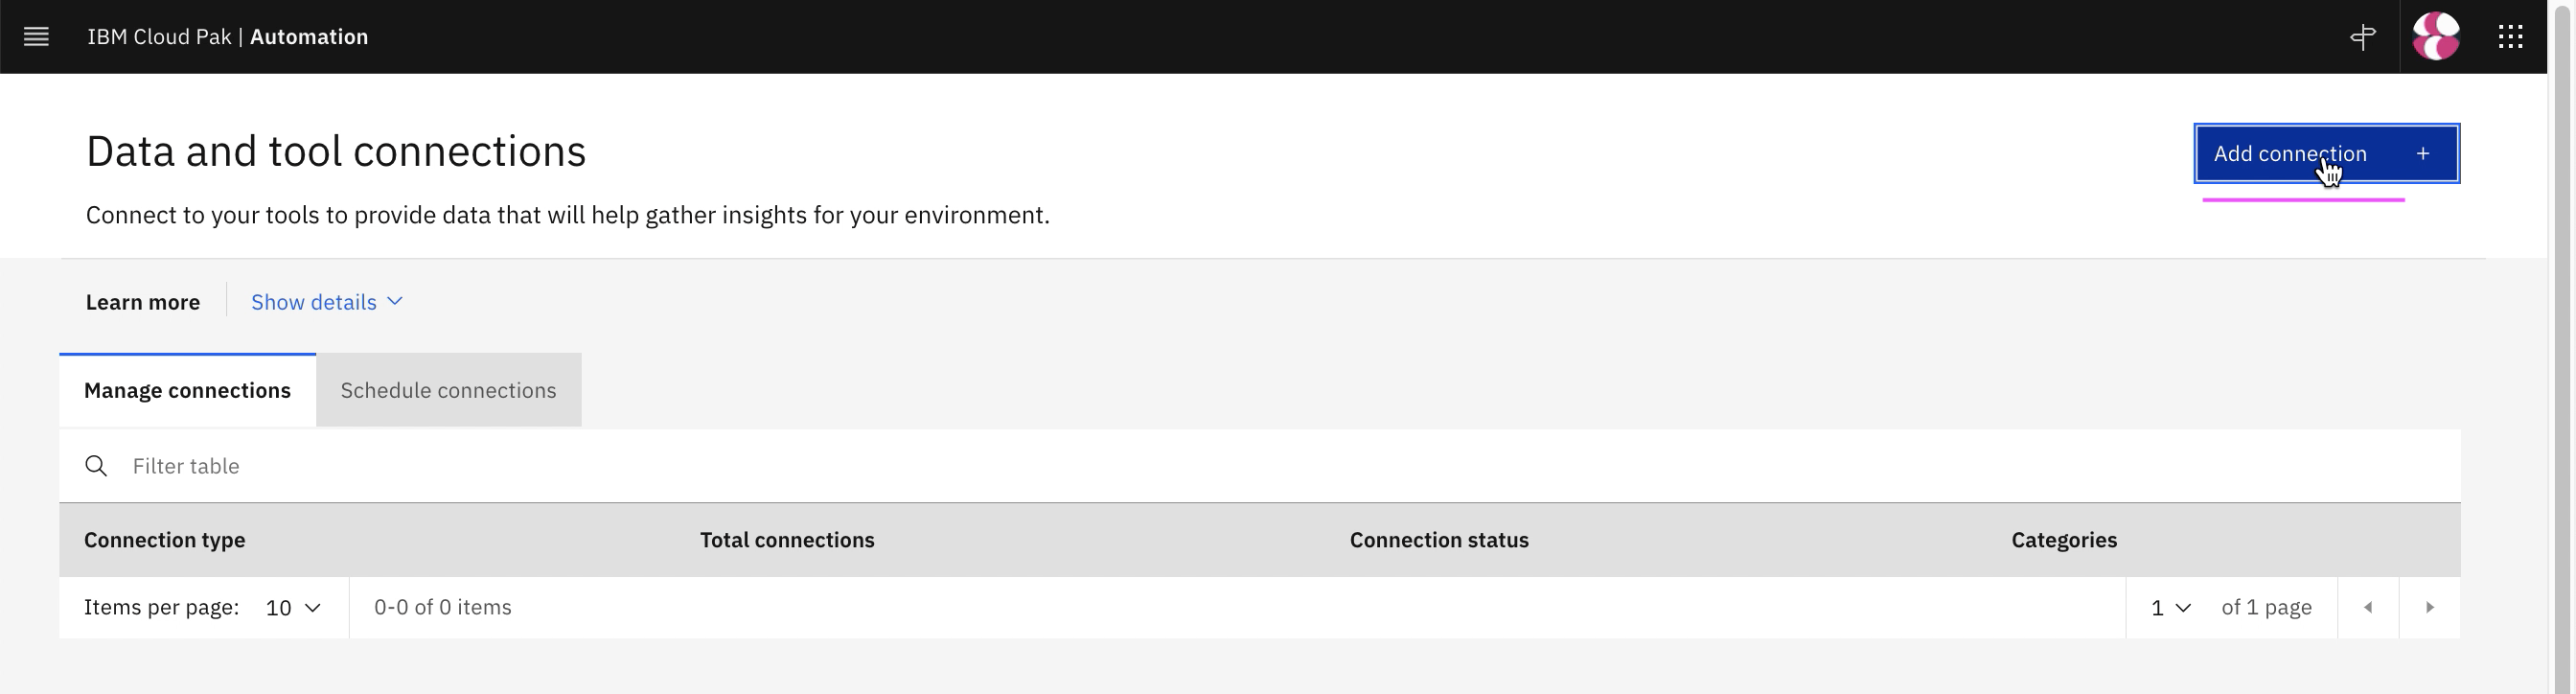 IBM Cloud Pak | Automation
Data and tool connections
Add connection +
Connect to your tools to provide data that will help gather insights for your environment.
Learn more Show details
Manage connections Schedule connections
Filter table
Connection type Total connections Connection status Categories
Items per page: 10 0-0 of 0 items 1 of 1 page